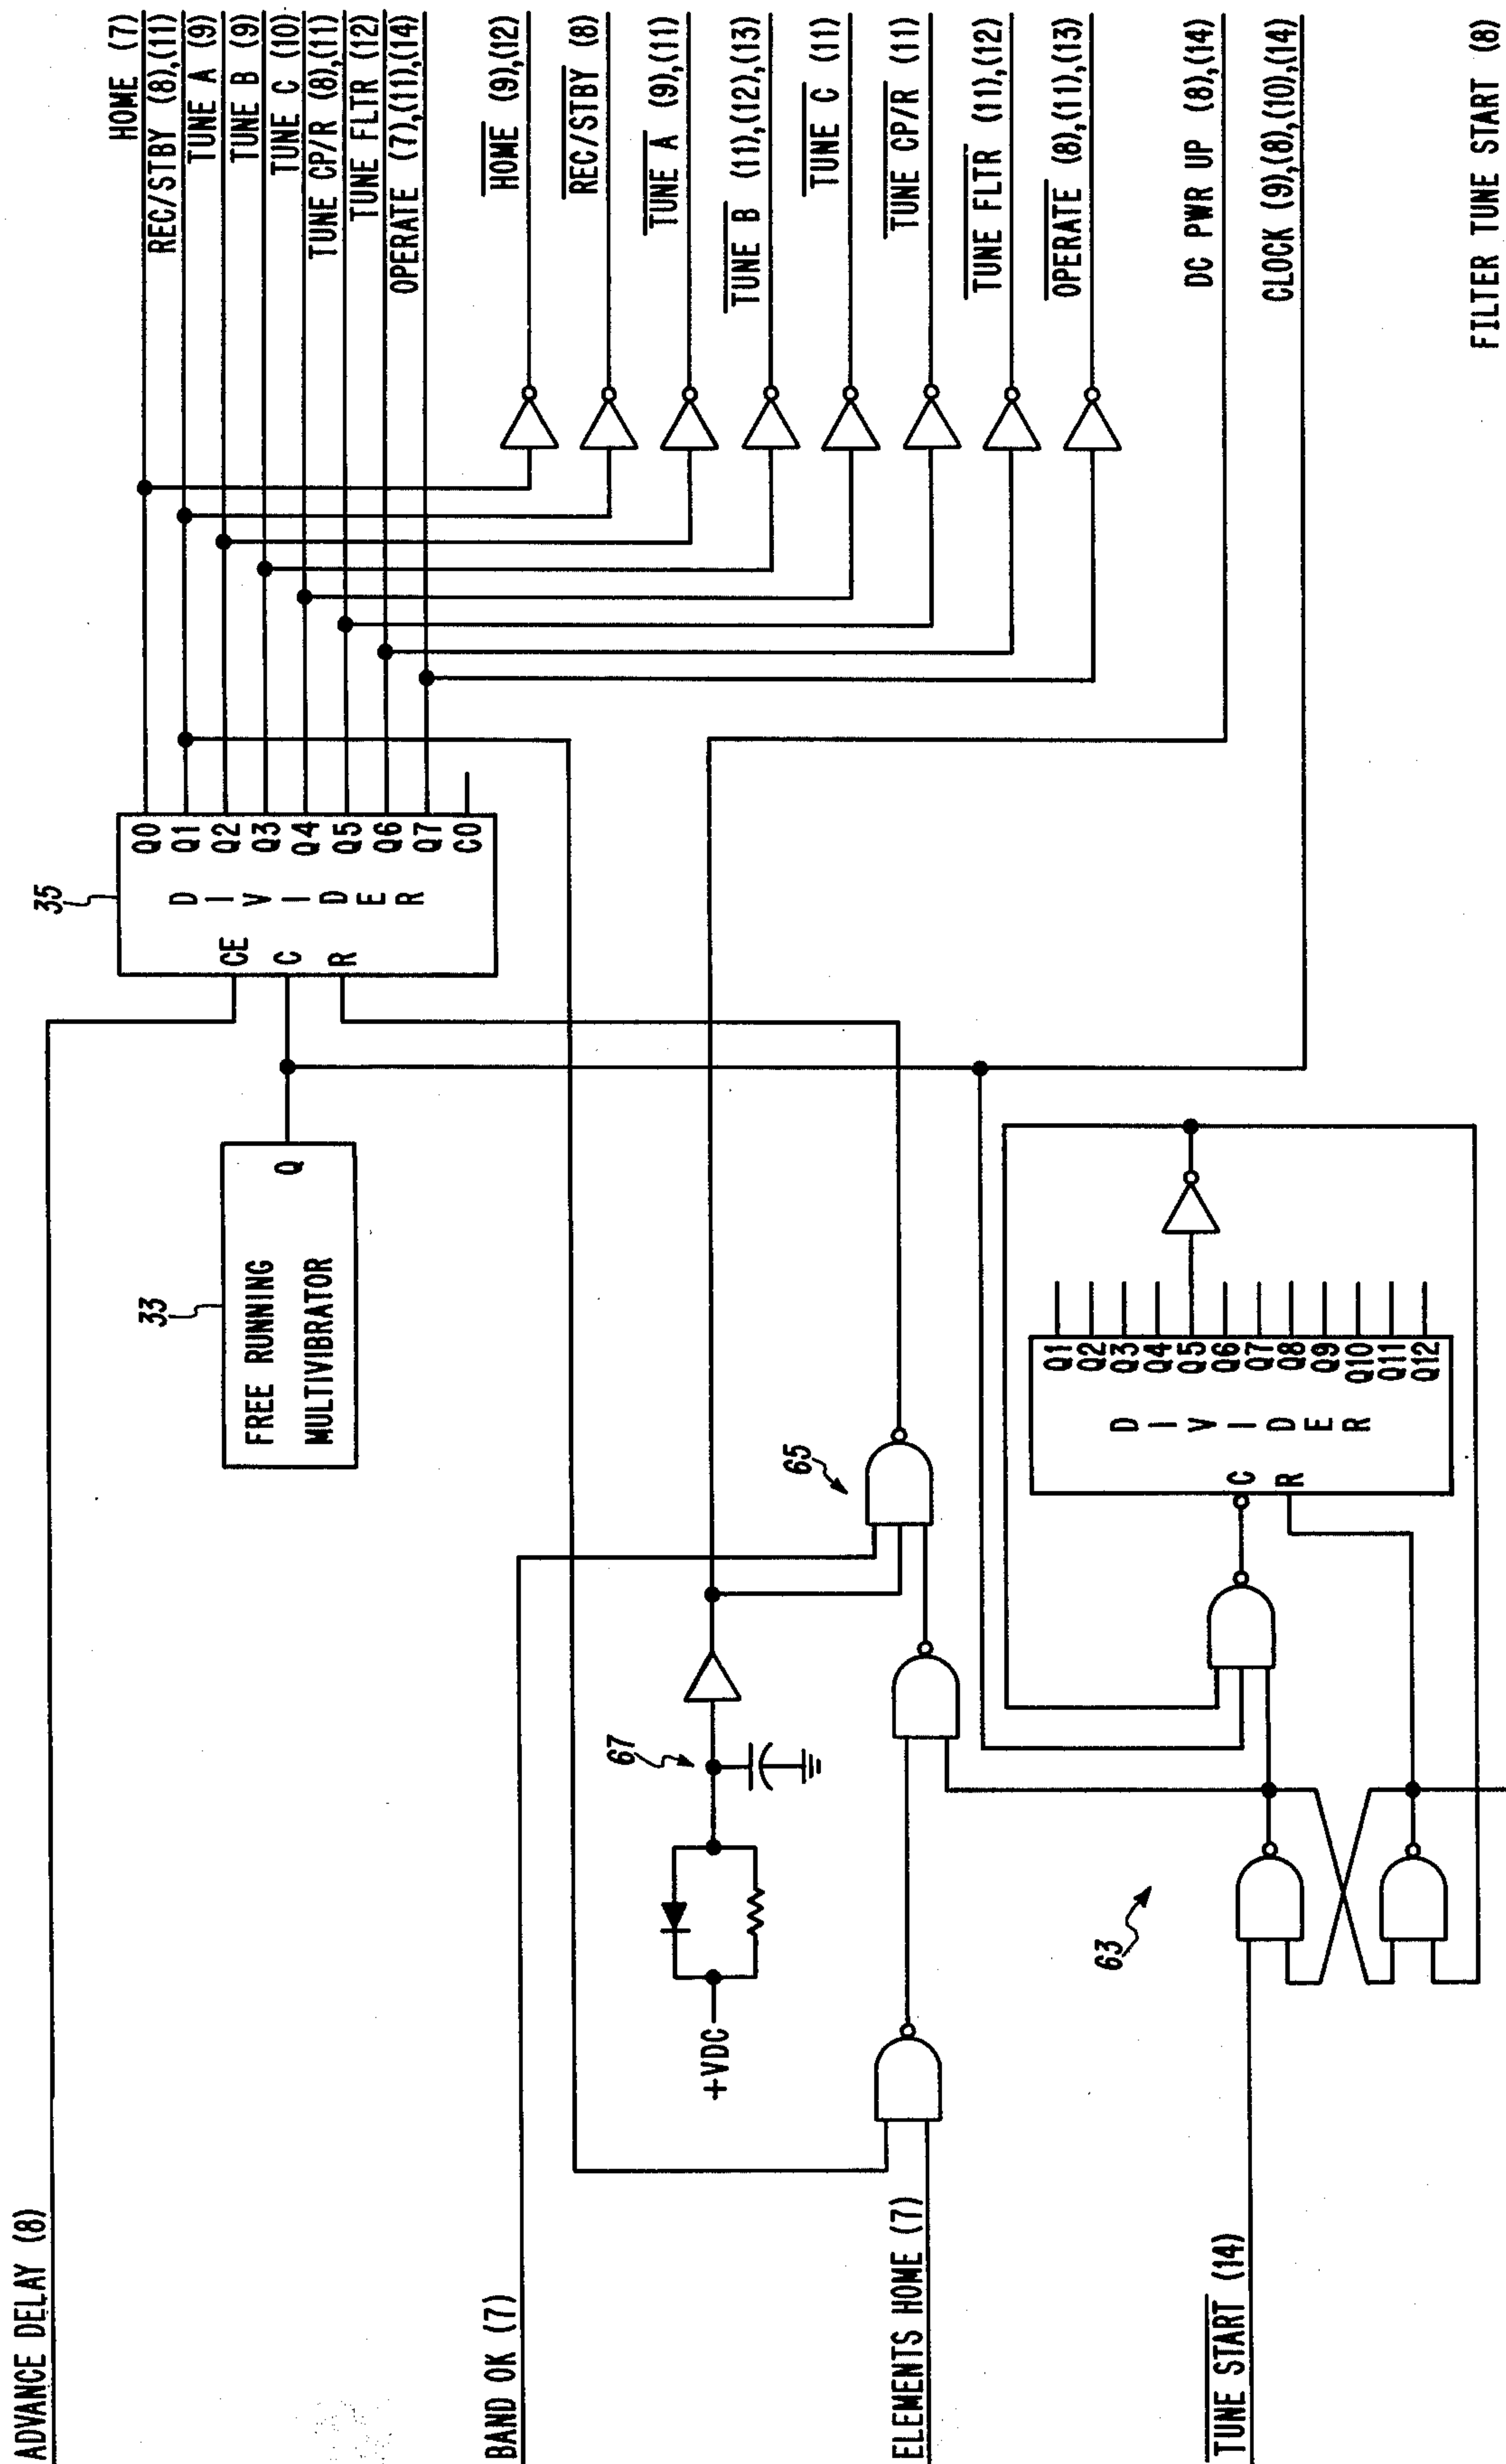 ADVANCE DELAY (8)
BAND OK (7)
ELEMENTS HOME (7)
TUNE START (14)
33
FREE RUNNING
MULTIVIBRATOR
Q
35
CE
C
R
DIVIDER
Q0
Q1
Q2
Q3
Q4
Q5
Q6
Q7
CO
HOME (7)
REC/STBY (8),(11)
TUNE A (9)
TUNE B (9)
TUNE C (10)
TUNE CP/R (8),(11)
TUNE FLTR (12)
OPERATE (7),(11),(14)
HOME (9),(12)
REC/STBY (8)
TUNE A (9),(11)
TUNE B (11),(12),(13)
TUNE C (11)
TUNE CP/R (11)
TUNE FLTR (11),(12)
OPERATE (8),(11),(13)
DC PWR UP (8),(14)
CLOCK (9),(8),(10),(14)
FILTER TUNE START (8)
+VDC
67
65
63
C
R
DIVIDER
Q1
Q2
Q3
Q4
Q5
Q6
Q7
Q8
Q9
Q10
Q11
Q12